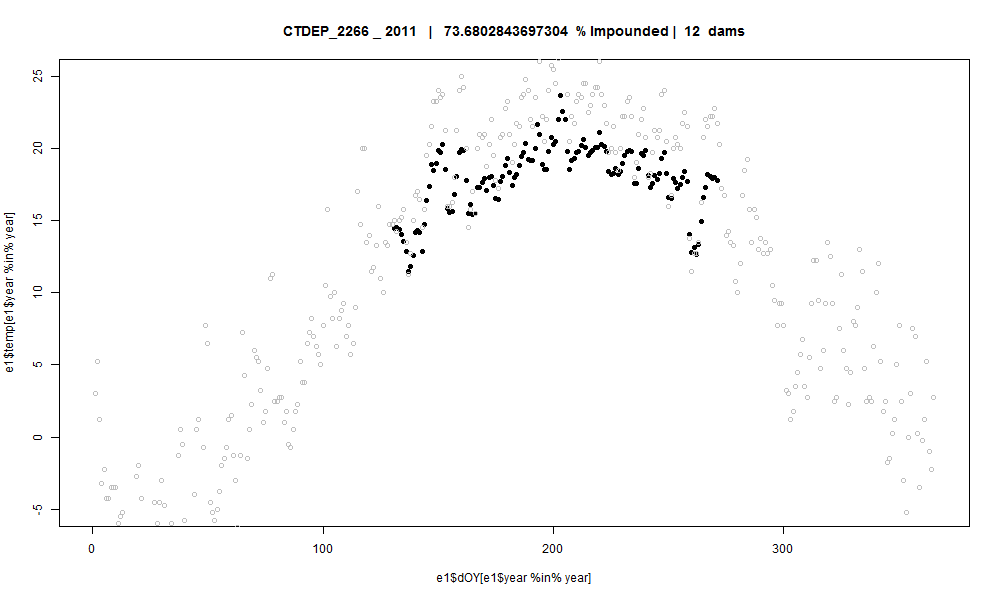 CTDEP_2266 _ 2011 | 73.6802843697304 % Impounded | 12 dams
e1$temp[e1$year %in% year]
25
20
15
10
5
0
-5
0 100 200 300
e1$dOY[e1$year %in% year]